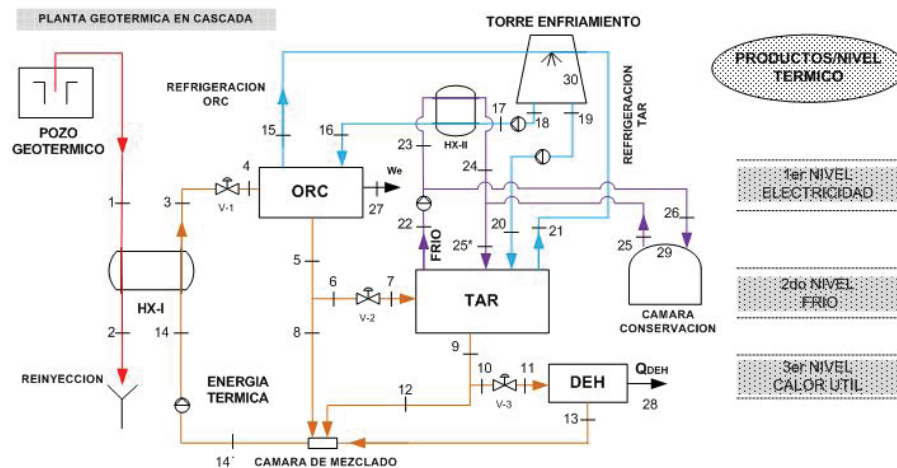 PLANTA GEOTERMICA EN CASCADA
TORRE ENFRIAMIENTO
PRODUCTOS/NIVEL
TERMICO
POZO
GEOTERMICO
REFRIGERACION
ORC
REFRIGERACION
TAR
HX-II
15
16
17
18
19
30
23
24
1
3
4
V-1
ORC
We
27
1er NIVEL
ELECTRICIDAD
22
FRIO
25*
20
21
25
26
29
CAMARA
CONSERVACION
HX-I
5
6
7
V-2
TAR
2do NIVEL
FRIO
2
14
8
9
REINYECCION
ENERGIA
TERMICA
12
10
11
V-3
DEH
QDEH
28
13
3er NIVEL
CALOR UTIL
14´
CAMARA DE MEZCLADO